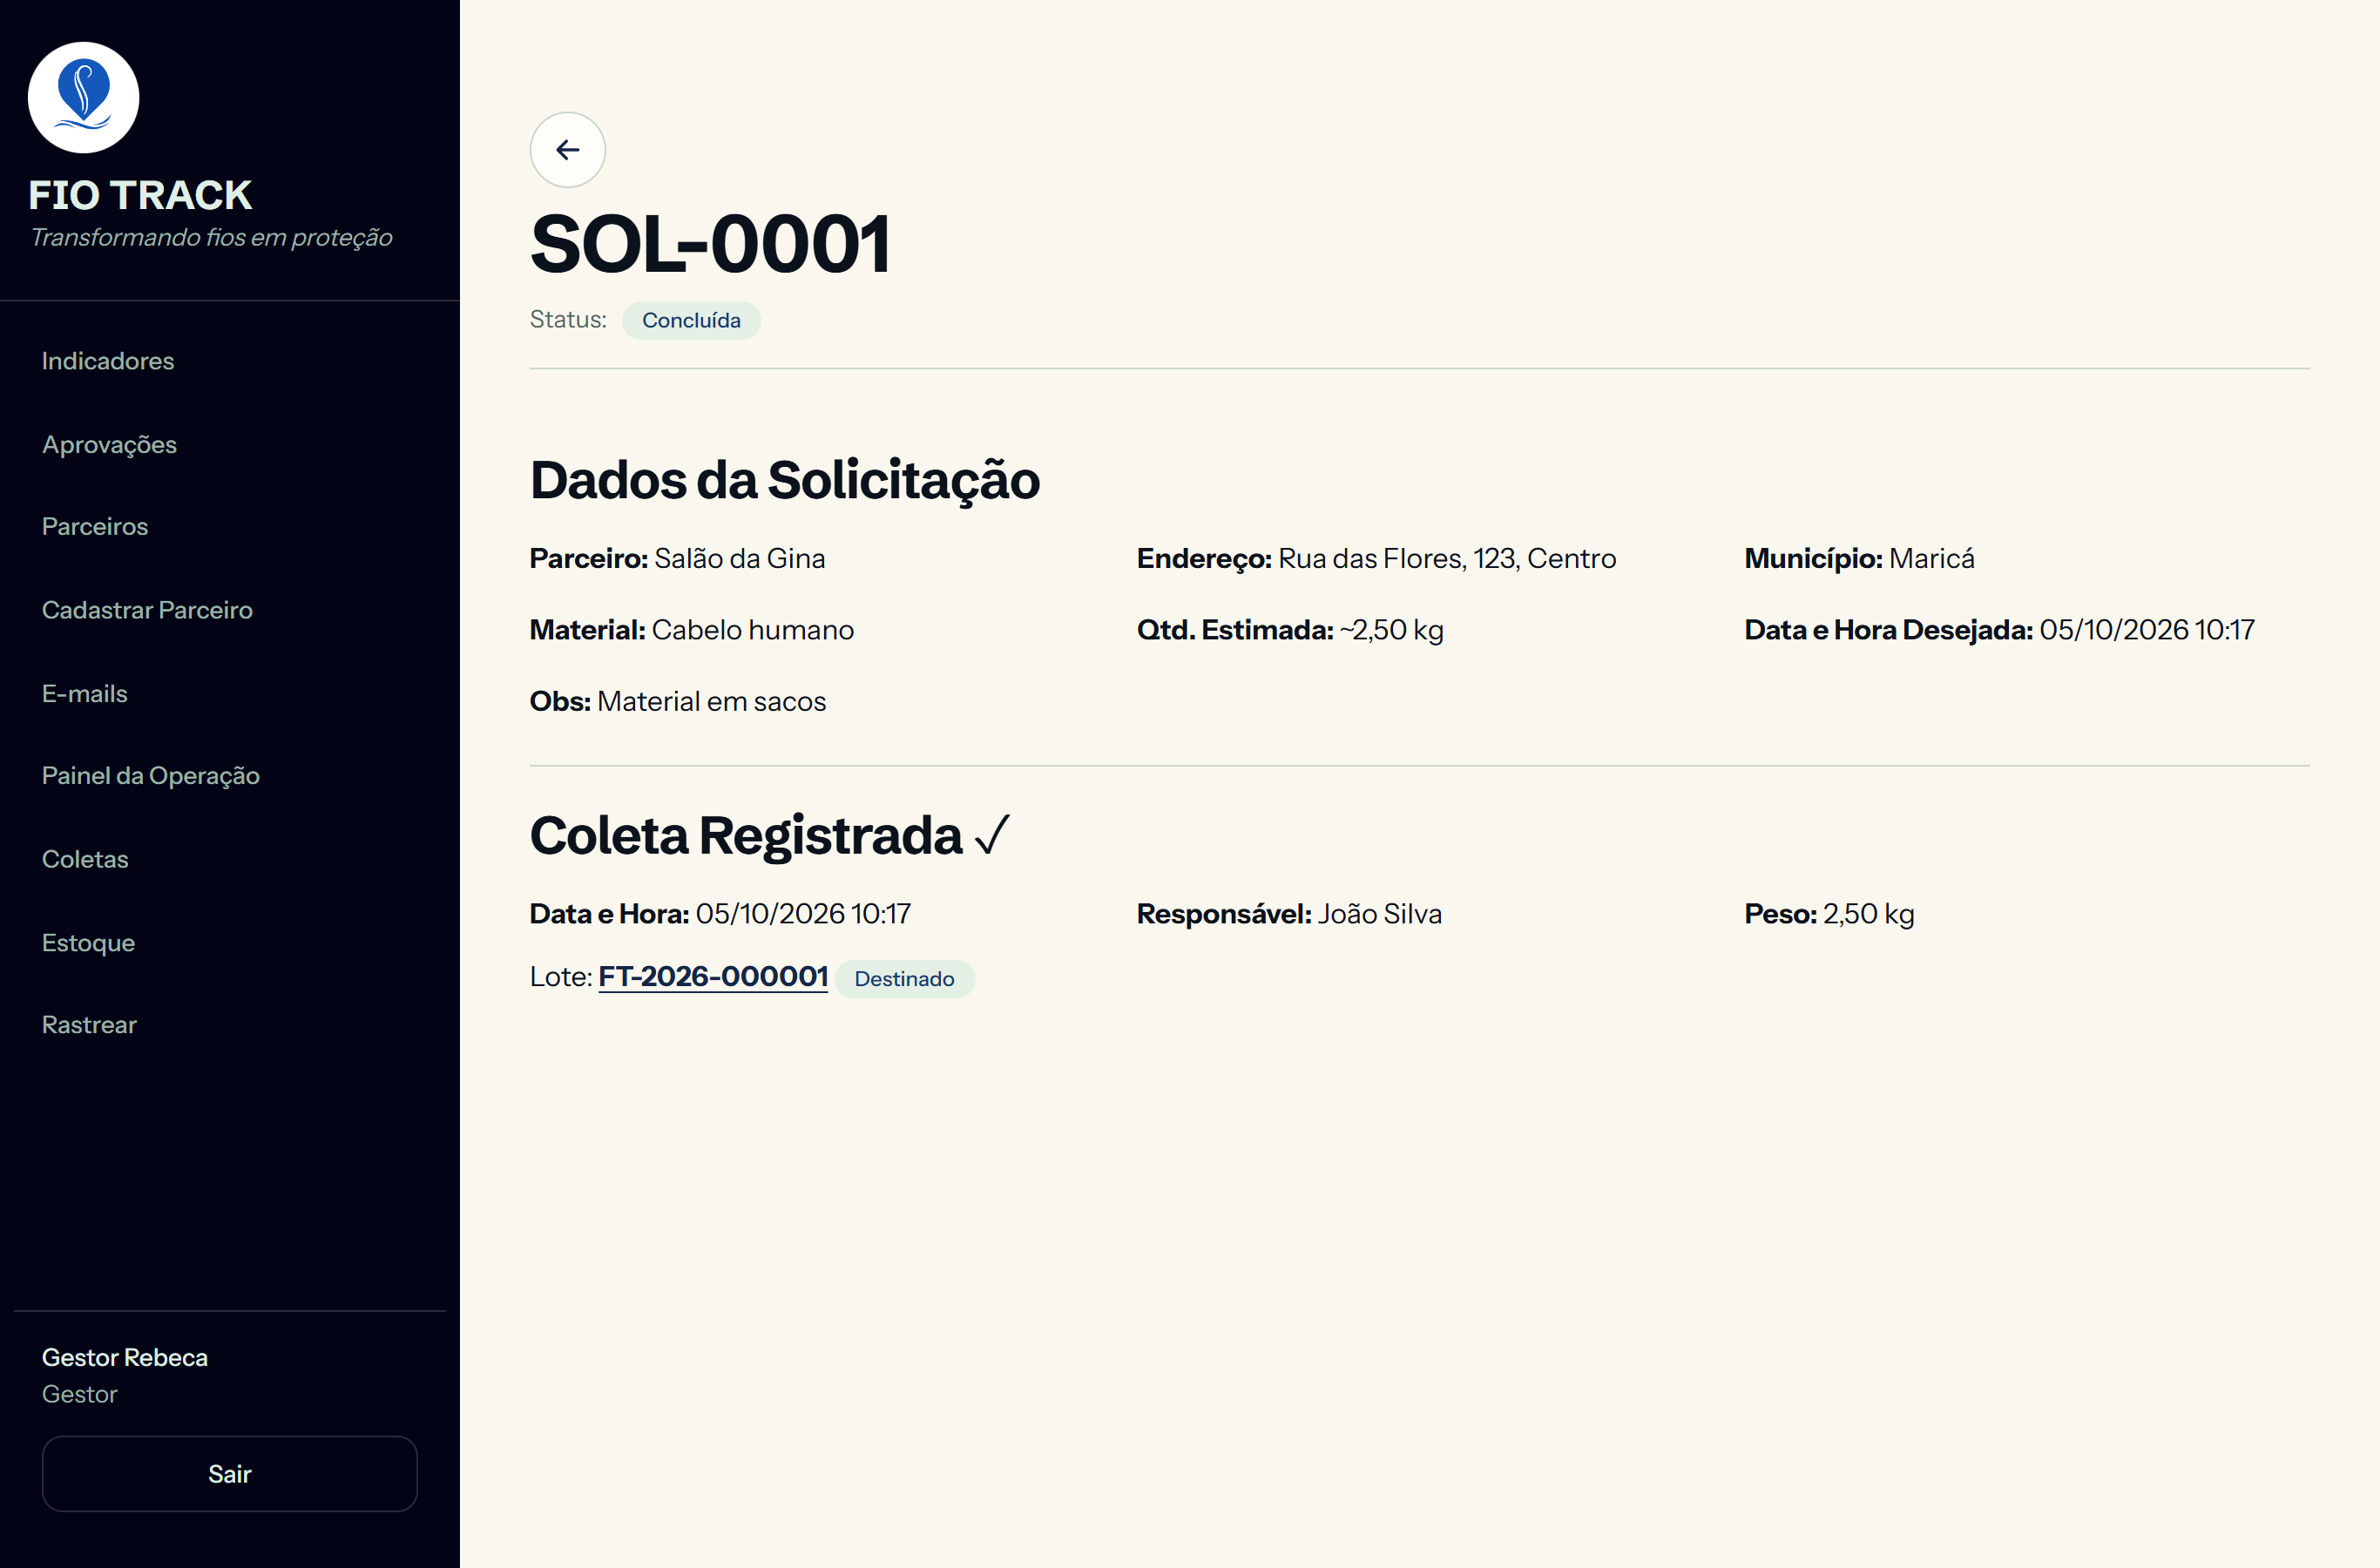 FIO TRACK
Transformando fios em proteção
Indicadores
Aprovações
Parceiros
Cadastrar Parceiro
E-mails
Painel da Operação
Coletas
Estoque
Rastrear
Gestor Rebeca
Gestor
Sair
SOL-0001
Status: Concluída
Dados da Solicitação
Parceiro: Salão da Gina
Endereço: Rua das Flores, 123, Centro
Município: Maricá
Material: Cabelo humano
Qtd. Estimada: ~2,50 kg
Data e Hora Desejada: 05/10/2026 10:17
Obs: Material em sacos
Coleta Registrada ✓
Data e Hora: 05/10/2026 10:17
Responsável: João Silva
Peso: 2,50 kg
Lote: FT-2026-000001 Destinado